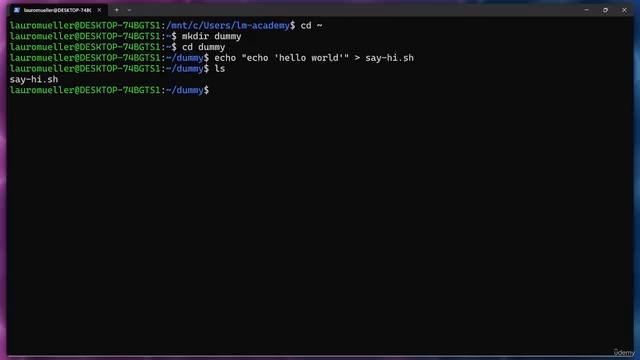 lauromueller@DESKTOP-74BG
lauromueller@DESKTOP-74BGTS1:/mnt/c/Users/lm-academy$ cd ~
lauromueller@DESKTOP-74BGTS1:~$ mkdir dummy
lauromueller@DESKTOP-74BGTS1:~$ cd dummy
lauromueller@DESKTOP-74BGTS1:~/dummy$ echo "echo 'hello world'" > say-hi.sh
lauromueller@DESKTOP-74BGTS1:~/dummy$ ls
say-hi.sh
lauromueller@DESKTOP-74BGTS1:~/dummy$
udemy